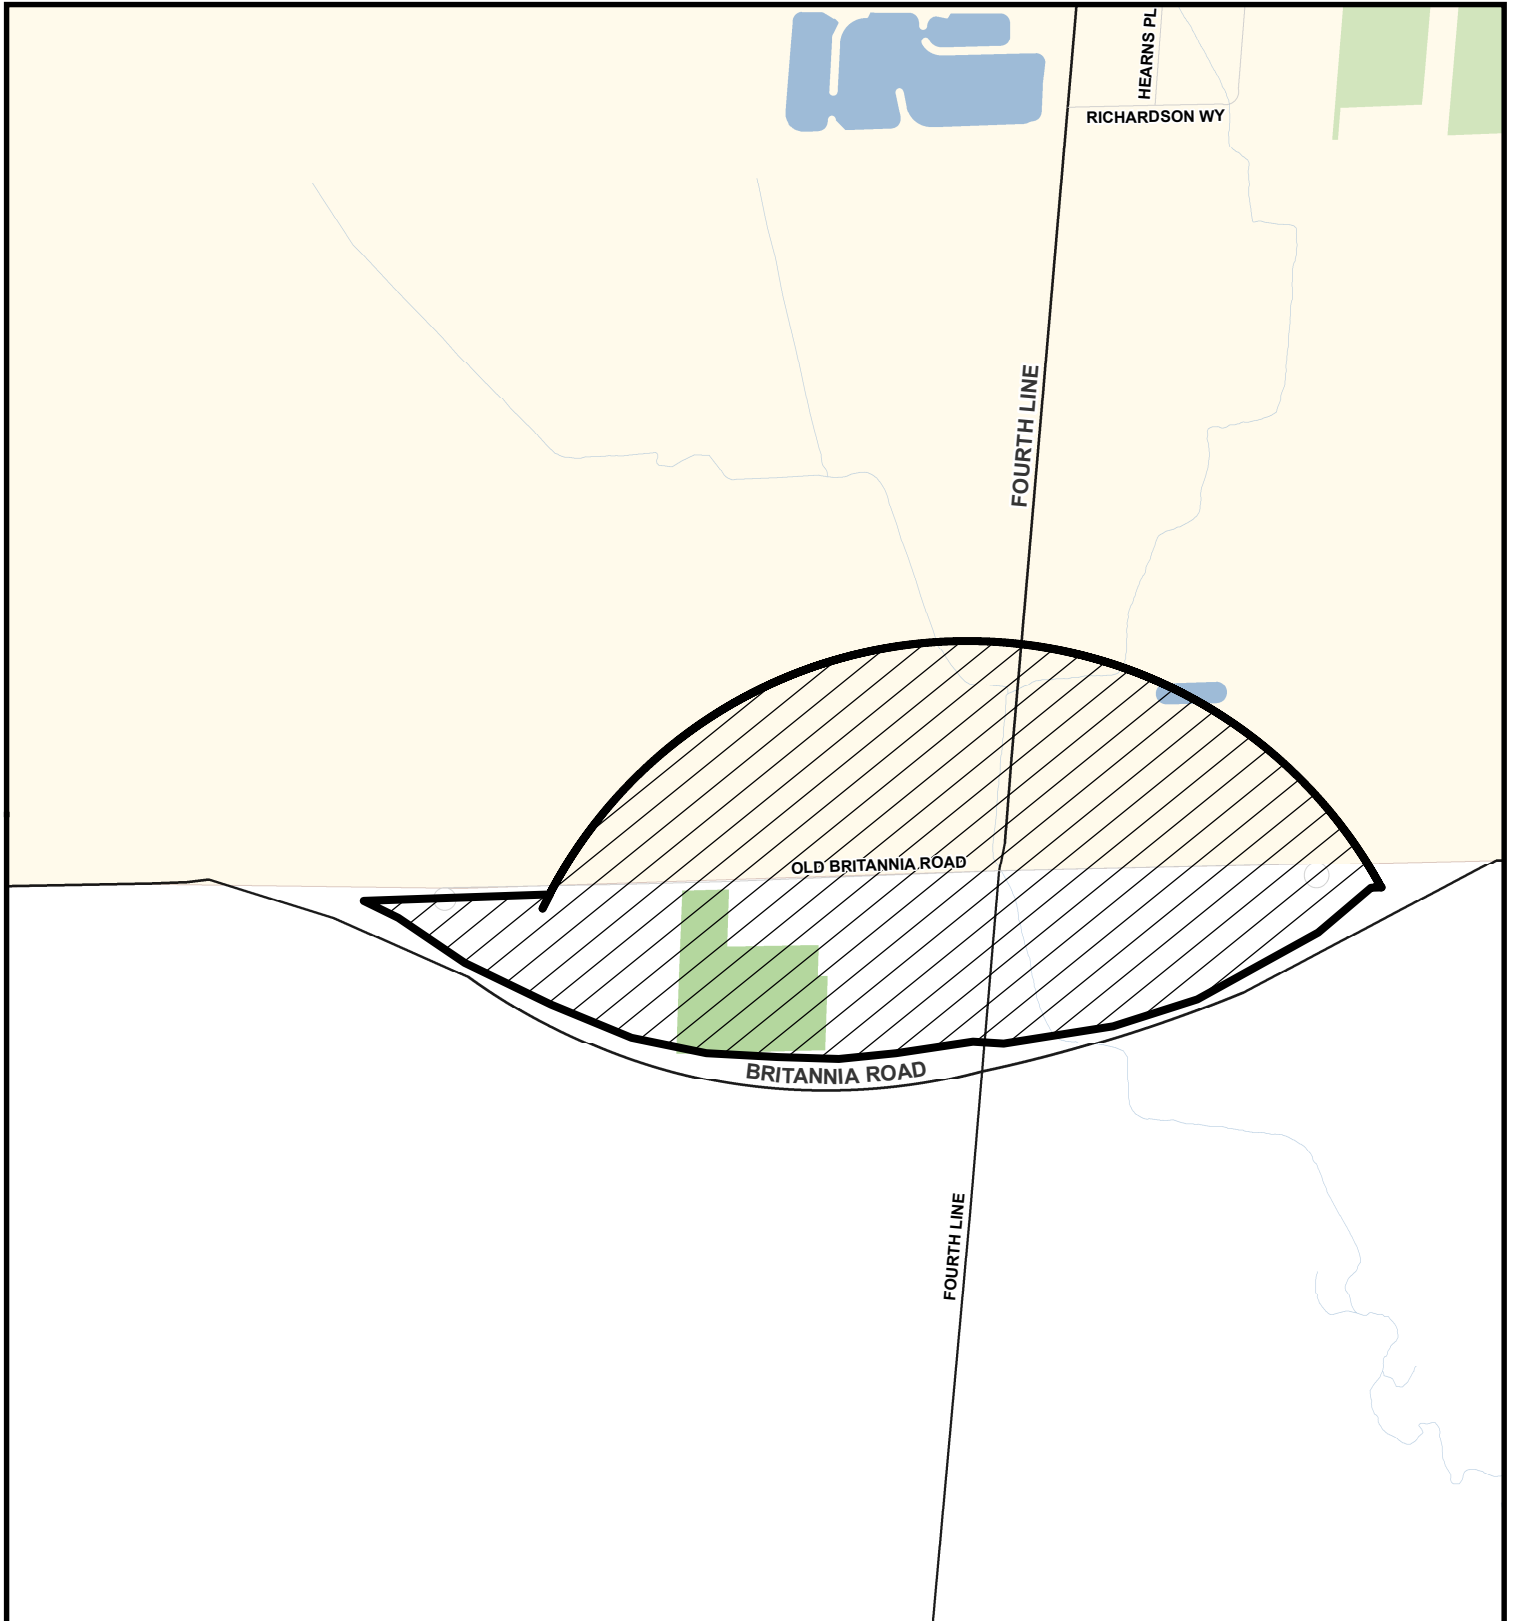 HEARNS PL
RICHARDSON WY
FOURTH LINE
OLD BRITANNIA ROAD
BRITANNIA ROAD
FOURTH LINE